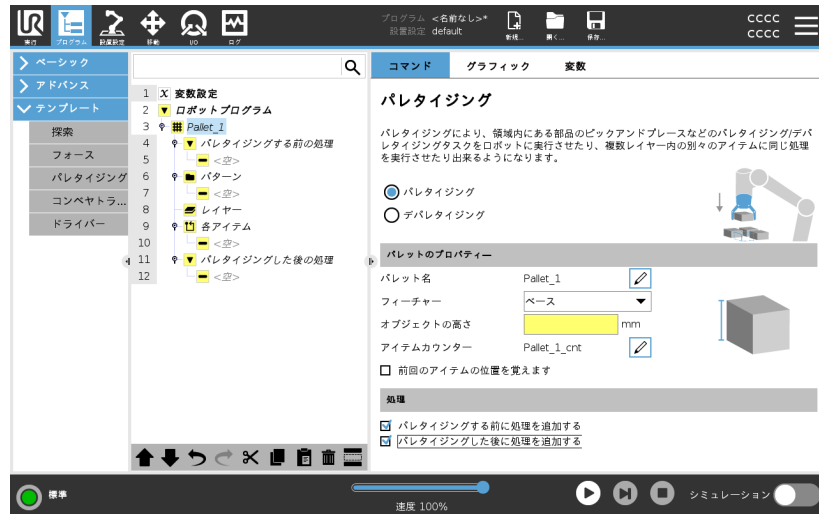 UR
実行
プログラム
設置設定
移動
I/O
ログ
プログラム <名前なし>*
設置設定 default
新規...
開く...
保存...
cccc
cccc
ベーシック
アドバンス
テンプレート
探索
フォース
パレタイジング
コンベヤトラ...
ドライバー
1 X 変数設定
2 ロボットプログラム
3 Pallet_1
4 パレタイジングする前の処理
5 <空>
6 パターン
7 <空>
8 レイヤー
9 各アイテム
10 <空>
11 パレタイジングした後の処理
12 <空>
コマンド グラフィック 変数
パレタイジング
パレタイジングにより、領域内にある部品のピックアンドプレースなどのパレタイジング/デパ
レタイジングタスクをロボットに実行させたり、複数レイヤー内の別々のアイテムに同じ処理
を実行させたり出来るようになります。
パレタイジング
デパレタイジング
パレットのプロパティー
パレット名 Pallet_1
フィーチャー ベース
オブジェクトの高さ mm
アイテムカウンター Pallet_1_cnt
前回のアイテムの位置を覚えます
処理
パレタイジングする前に処理を追加する
パレタイジングした後に処理を追加する
標準
速度 100%
シミュレーション